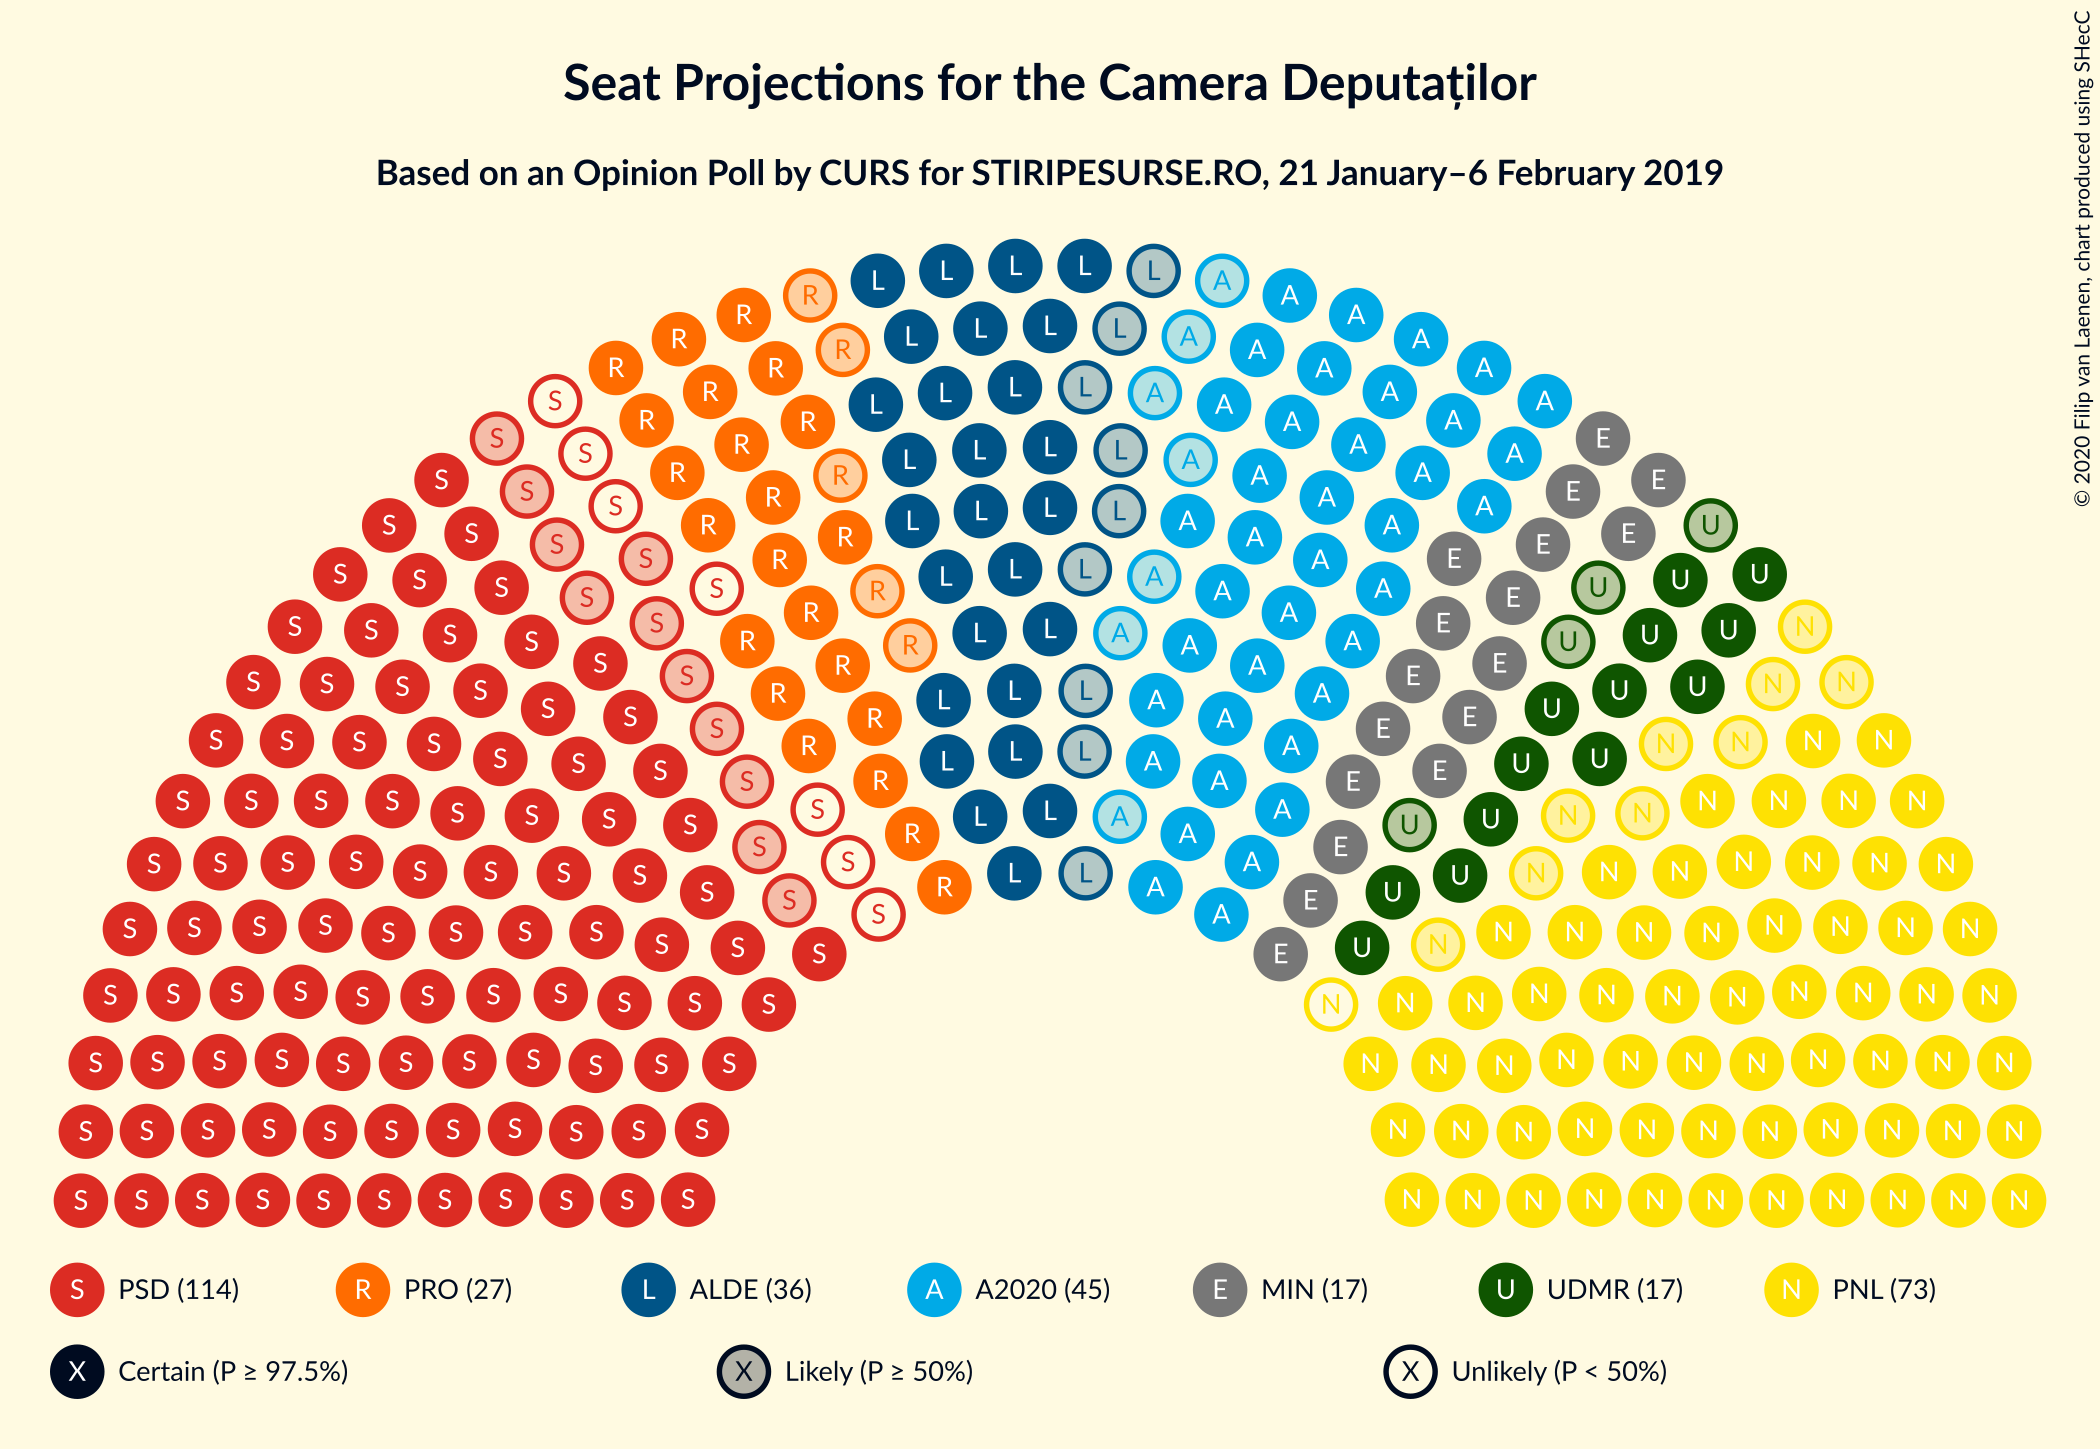 Seat Projections for the Camera Deputaților
Based on an Opinion Poll by CURS for STIRIPESURSE.RO, 21 January–6 February 2019
© 2020 Filip van Laenen, chart produced using SHecC
S PSD (114) R PRO (27) L ALDE (36) A A2020 (45) E MIN (17) U UDMR (17) N PNL (73)
X Certain (P ≥ 97.5%) X Likely (P ≥ 50%) X Unlikely (P < 50%)